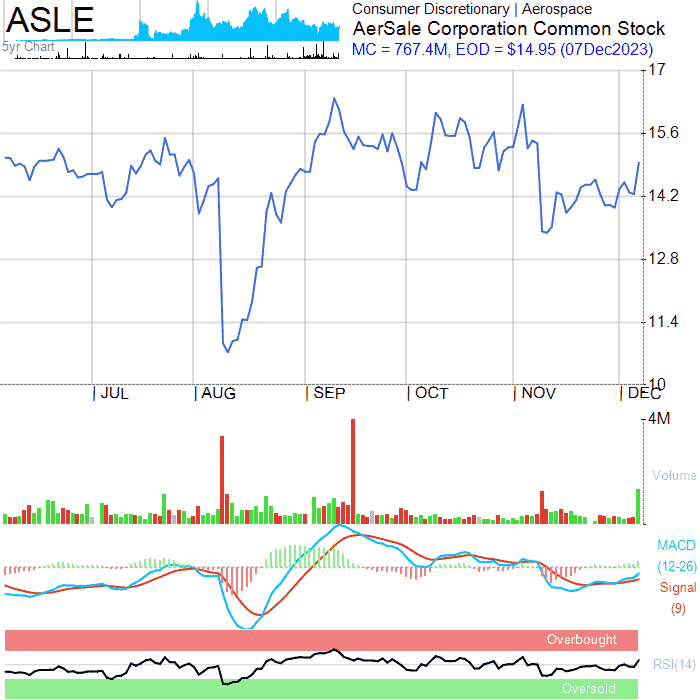 ASLE
5yr Chart
Consumer Discretionary | Aerospace
AerSale Corporation Common Stock
MC = 767.4M, EOD = $14.95 (07Dec2023)
17
15.6
14.2
12.8
11.4
10
JUL
AUG
SEP
OCT
NOV
DEC
4M
Volume
MACD
(12-26)
Signal
(9)
Overbought
RSI(14)
Oversold